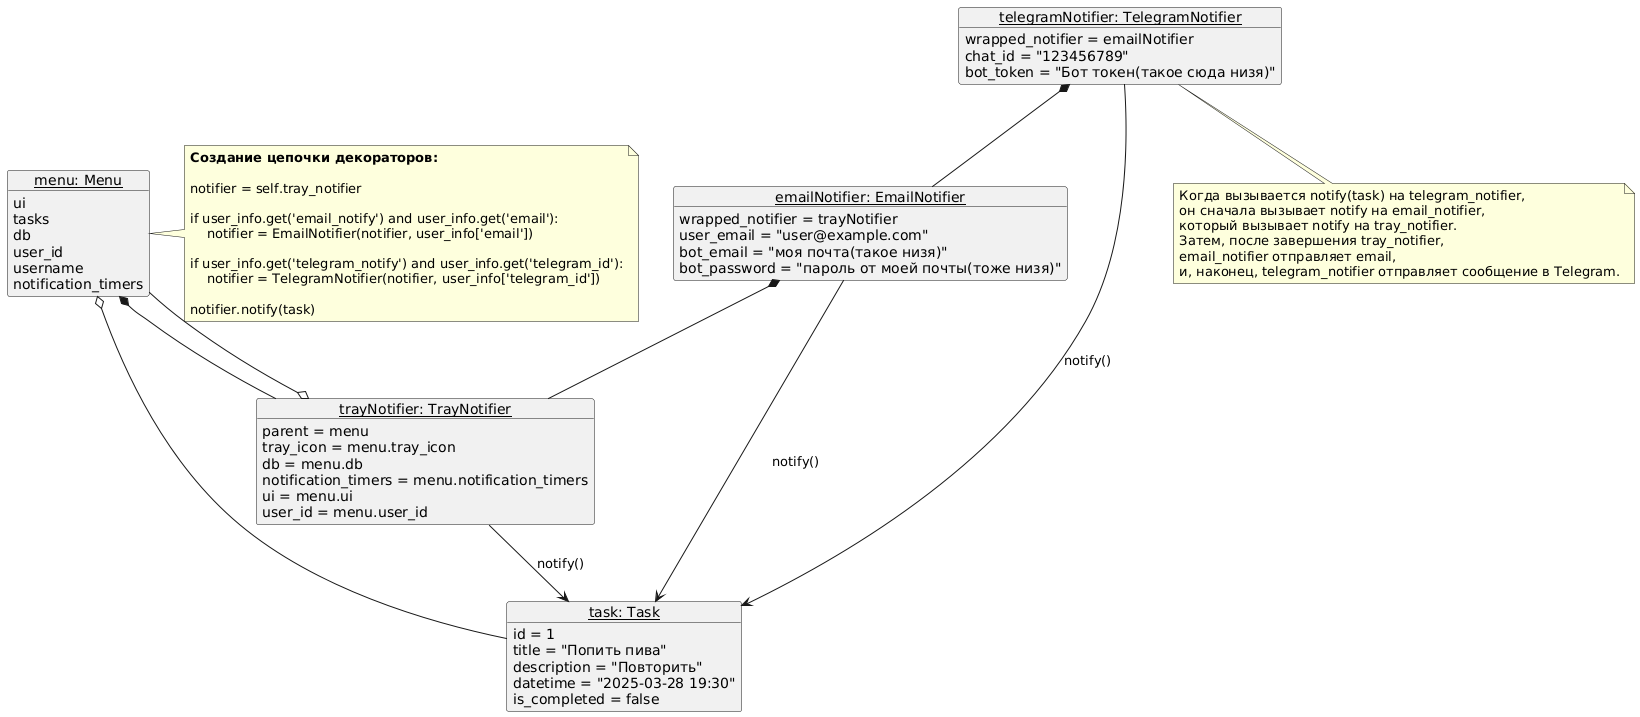 telegramNotifier: TelegramNotifier
wrapped_notifier = emailNotifier
chat_id = "123456789"
bot_token = "Бот токен(такое сюда низя)"
menu: Menu
ui
tasks
db
user_id
username
notification_timers
Создание цепочки декораторов:
notifier = self.tray_notifier
if user_info.get('email_notify') and user_info.get('email'):
notifier = EmailNotifier(notifier, user_info['email'])
if user_info.get('telegram_notify') and user_info.get('telegram_id'):
notifier = TelegramNotifier(notifier, user_info['telegram_id'])
notifier.notify(task)
emailNotifier: EmailNotifier
wrapped_notifier = trayNotifier
user_email = "user@example.com"
bot_email = "моя почта(такое низя)"
bot_password = "пароль от моей почты(тоже низя)"
Когда вызывается notify(task) на telegram_notifier,
он сначала вызывает notify на email_notifier,
который вызывает notify на tray_notifier.
Затем, после завершения tray_notifier,
email_notifier отправляет email,
и, наконец, telegram_notifier отправляет сообщение в Telegram.
notify()
trayNotifier: TrayNotifier
parent = menu
tray_icon = menu.tray_icon
db = menu.db
notification_timers = menu.notification_timers
ui = menu.ui
user_id = menu.user_id
notify()
notify()
task: Task
id = 1
title = "Попить пива"
description = "Повторить"
datetime = "2025-03-28 19:30"
is_completed = false